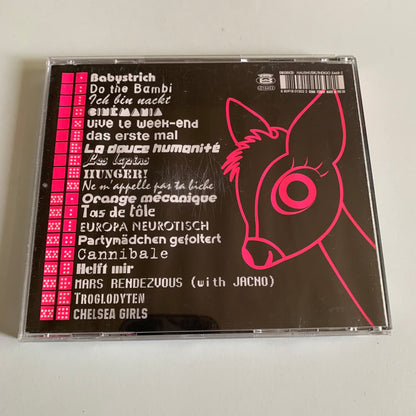 Babystrich
Do the Bambi
Ich bin nackt
CINÉMANIA
Vive le week-end
das erste mal
La douce humanité
Les lapins
HUNGER!
Ne m'appelle pas ta biche
Orange mécanique
Tas de tôle
EUROPA NEUROTISCH
Partymädchen gefoltert
Cannibale
Helft mir
MARS RENDEZVOUS (with JACNO)
TROGLODYTEN
CHELSEA GIRLS